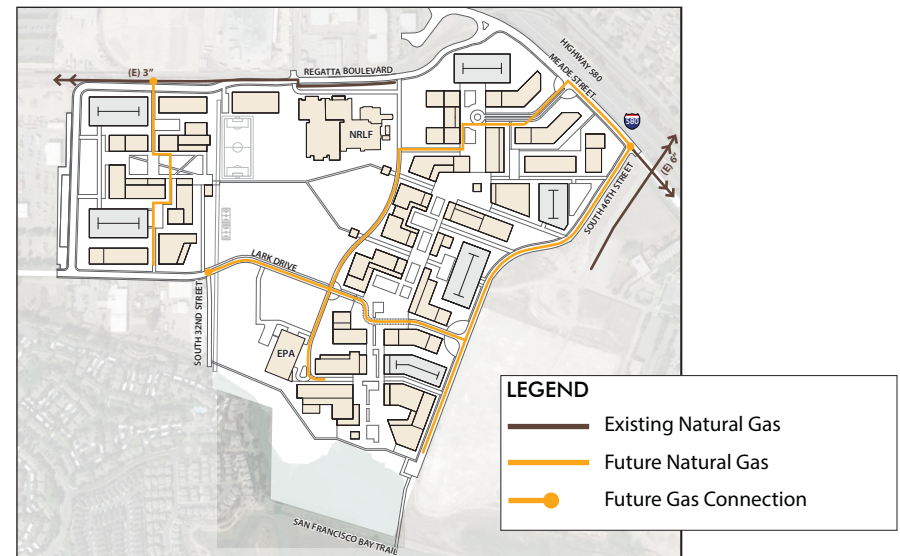 (E) 3"
REGATTA BOULEVARD
HIGHWAY 580
MEADE STREET
580
NRLF
(E) 6"
SOUTH 46TH STREET
LARK DRIVE
SOUTH 32ND STREET
EPA
SAN FRANCISCO BAY TRAIL
LEGEND
Existing Natural Gas
Future Natural Gas
Future Gas Connection